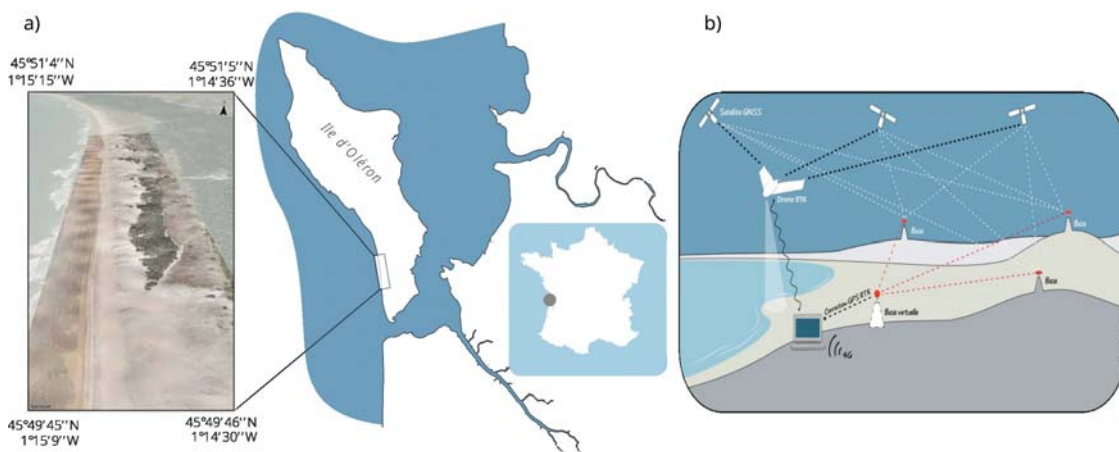 a)
45°51'4''N
1°15'15''W
45°51'5''N
1°14'36''W
Ile d'Oléron
45°49'45''N
1°15'9''W
45°49'46''N
1°14'30''W
b)
Satellites GNSS
Drone RTK
Base
Base
Base
Correction GPS RTK
Base virtuelle
4G